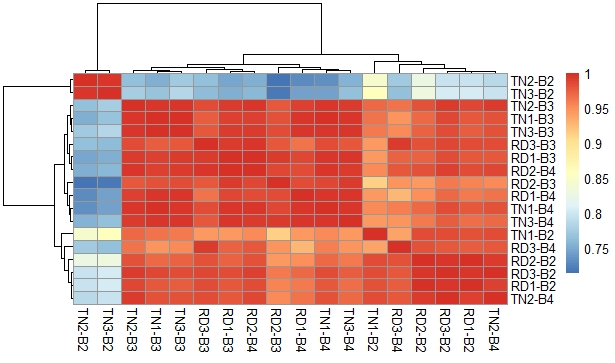 TN2-B2
TN3-B2
TN2-B3
TN1-B3
TN3-B3
RD3-B3
RD1-B3
RD2-B4
RD2-B3
RD1-B4
TN1-B4
TN3-B4
TN1-B2
RD3-B4
RD2-B2
RD3-B2
RD1-B2
TN2-B4
1
0.95
0.9
0.85
0.8
0.75
TN2-B2
TN3-B2
TN2-B3
TN1-B3
TN3-B3
RD3-B3
RD1-B3
RD2-B4
RD2-B3
RD1-B4
TN1-B4
TN3-B4
TN1-B2
RD3-B4
RD2-B2
RD3-B2
RD1-B2
TN2-B4